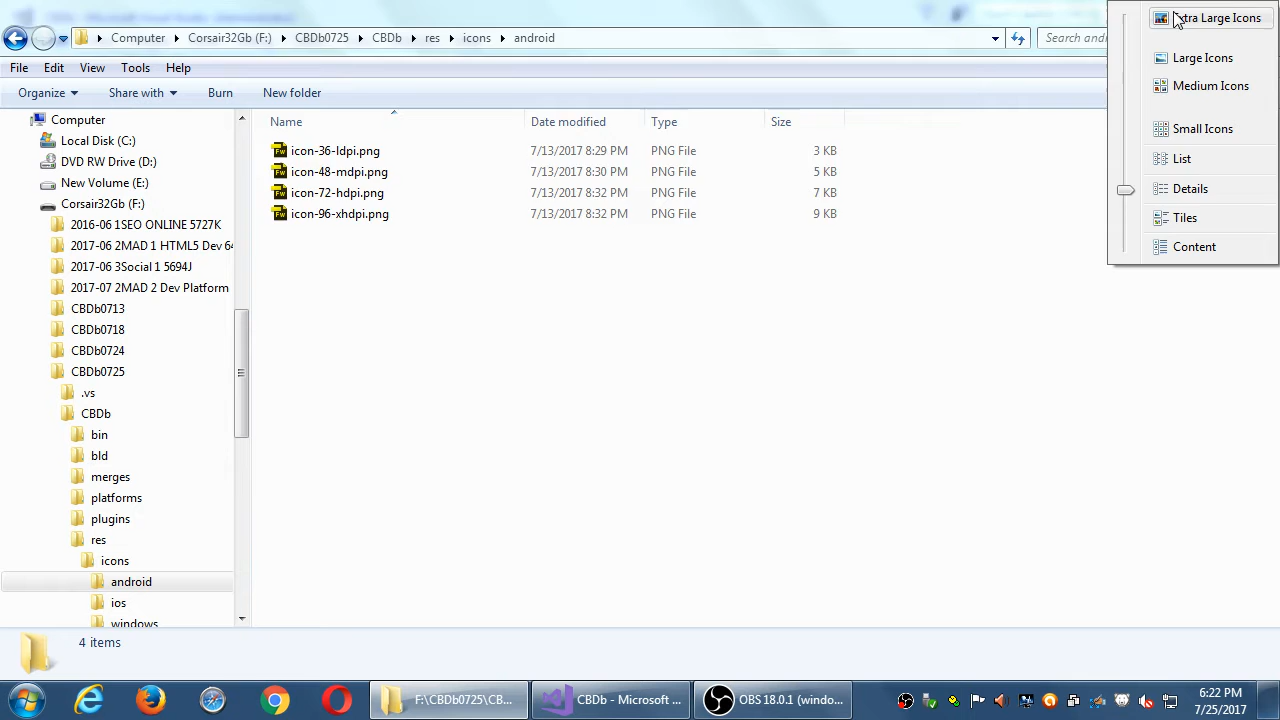 Computer
Corsair32Gb (F:)
CBDb0725
CBDb
res
icons
android
File
Edit
View
Tools
Help
Organize
Share with
Burn
New folder
Computer
Local Disk (C:)
DVD RW Drive (D:)
New Volume (E:)
Corsair32Gb (F:)
2016-06 1SEO ONLINE 5727K
2017-06 2MAD 1 HTML5 Dev 64
2017-06 3Social 1 5694J
2017-07 2MAD 2 Dev Platform
CBDb0713
CBDb0718
CBDb0724
CBDb0725
.vs
CBDb
bin
bld
merges
platforms
plugins
res
icons
android
ios
windows
Name
Date modified
Type
Size
icon-36-ldpi.png 7/13/2017 8:29 PM PNG File 3 KB
icon-48-mdpi.png 7/13/2017 8:30 PM PNG File 5 KB
icon-72-hdpi.png 7/13/2017 8:32 PM PNG File 7 KB
icon-96-xhdpi.png 7/13/2017 8:32 PM PNG File 9 KB
Large Icons
Large Icons
Medium Icons
Small Icons
List
Details
Tiles
Content
4 items
F:\CBDb0725\CB...
CBDb - Microsoft ...
OBS 18.0.1 (windo...
6:22 PM
7/25/2017